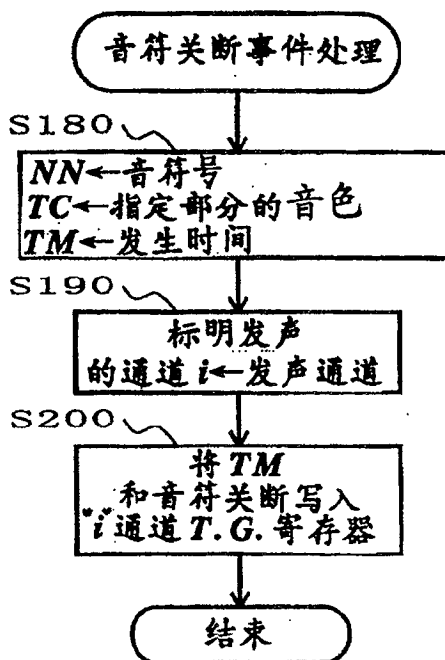 音符关断事件处理
S180
NN←音符号
TC←指定部分的音色
TM←发生时间
S190
标明发声
的通道i←发声通道
S200
将TM
和音符关断写入
"i"通道T.G.寄存器
结束